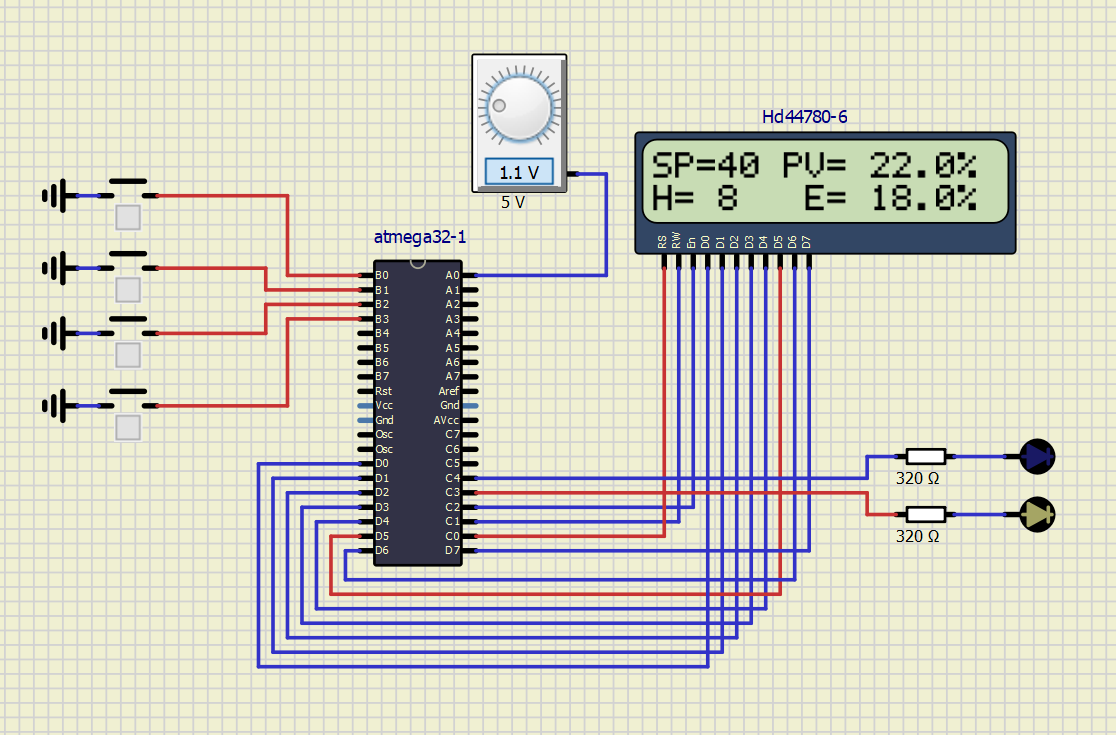 1.1 V
5 V
Hd44780-6
SP=40 PV= 22.0%
H= 8 E= 18.0%
RS RW En D0 D1 D2 D3 D4 D5 D6 D7
atmega32-1
B0 A0
B1 A1
B2 A2
B3 A3
B4 A4
B5 A5
B6 A6
B7 A7
Rst Aref
Vcc Gnd
Gnd AVcc
Osc C7
Osc C6
D0 C5
D1 C4
D2 C3
D3 C2
D4 C1
D5 C0
D6 D7
320 Ω
320 Ω